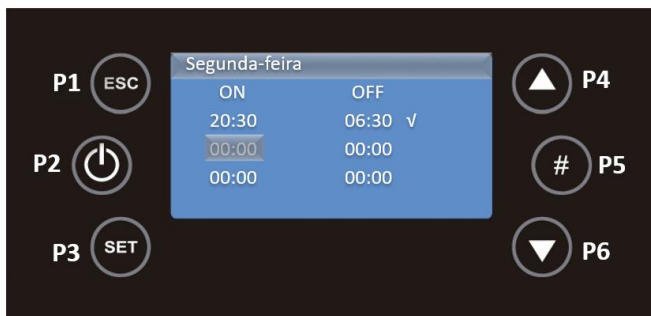 P1 ESC
P2
P3 SET
Segunda-feira
ON OFF
20:30 06:30 √
00:00 00:00
00:00 00:00
P4
# P5
P6